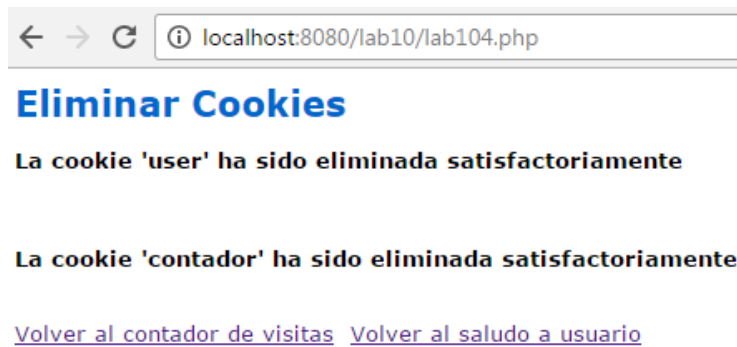 localhost:8080/lab10/lab104.php
Eliminar Cookies
La cookie 'user' ha sido eliminada satisfactoriamente
La cookie 'contador' ha sido eliminada satisfactoriamente
Volver al contador de visitas Volver al saludo a usuario